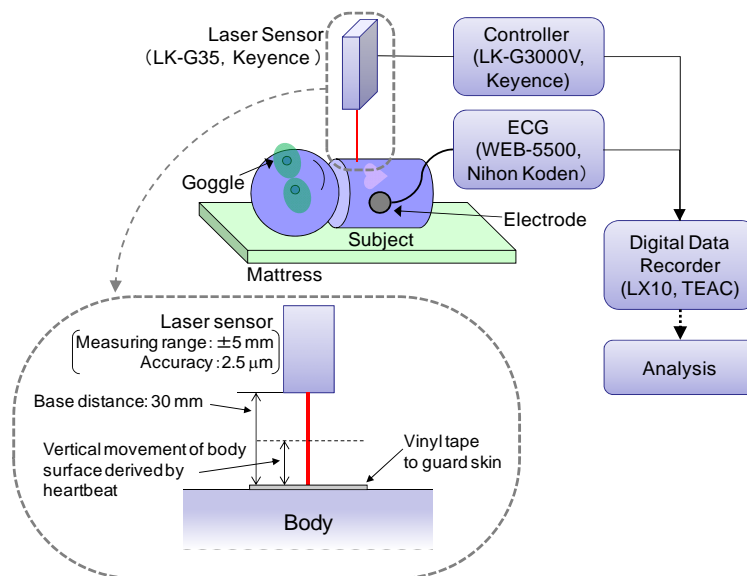 Laser Sensor
(LK-G35, Keyence)
Controller
(LK-G3000V,
Keyence)
ECG
(WEB-5500,
Nihon Koden)
Goggle
Electrode
Subject
Mattress
Digital Data
Recorder
(LX10, TEAC)
Analysis
Laser sensor
Measuring range: ±5 mm
Accuracy: 2.5 μm
Base distance: 30 mm
Vertical movement of body
surface derived by
heartbeat
Vinyl tape
to guard skin
Body